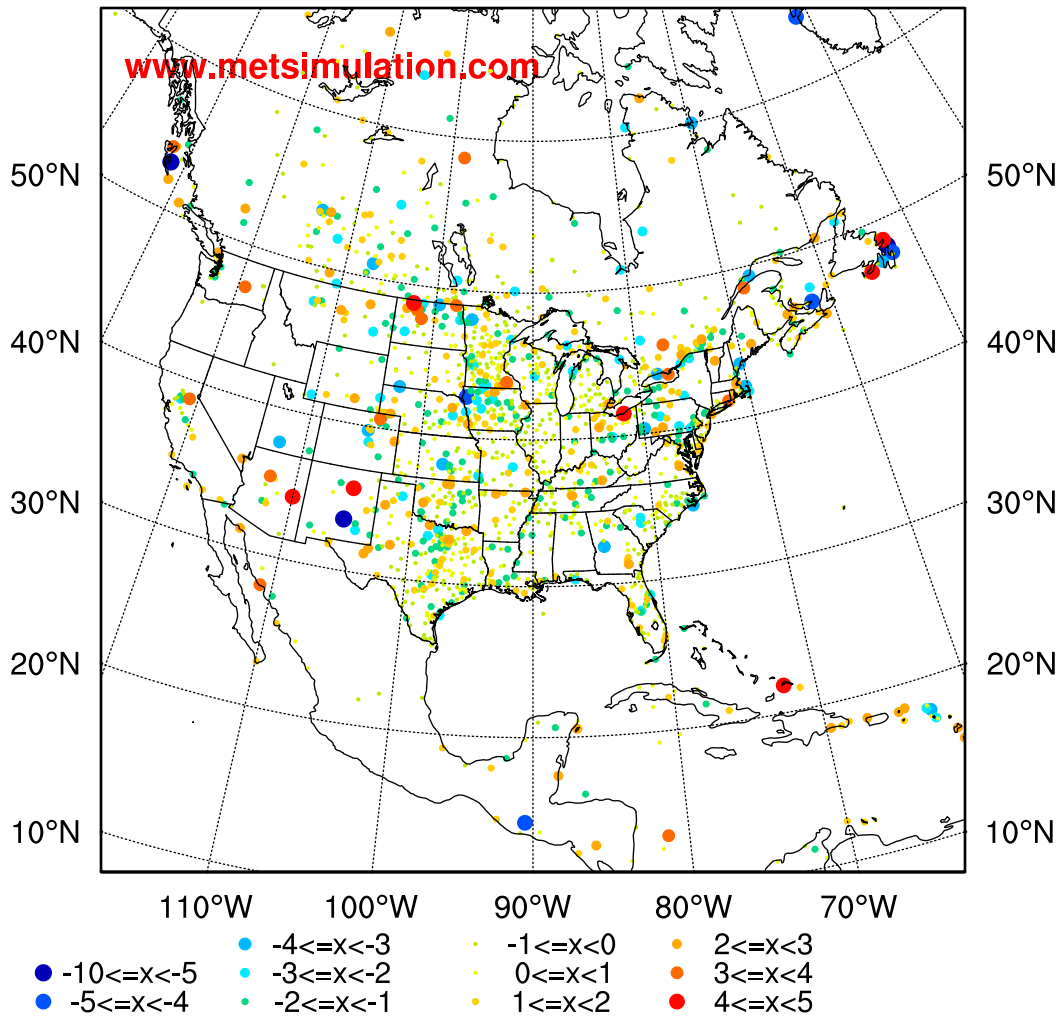 www.metsimulation.com
50°N 50°N
40°N 40°N
30°N 30°N
20°N 20°N
10°N 10°N
110°W 100°W 90°W 80°W 70°W
-4<=x<-3 -1<=x<0 2<=x<3
-10<=x<-5 -3<=x<-2 0<=x<1 3<=x<4
-5<=x<-4 -2<=x<-1 1<=x<2 4<=x<5